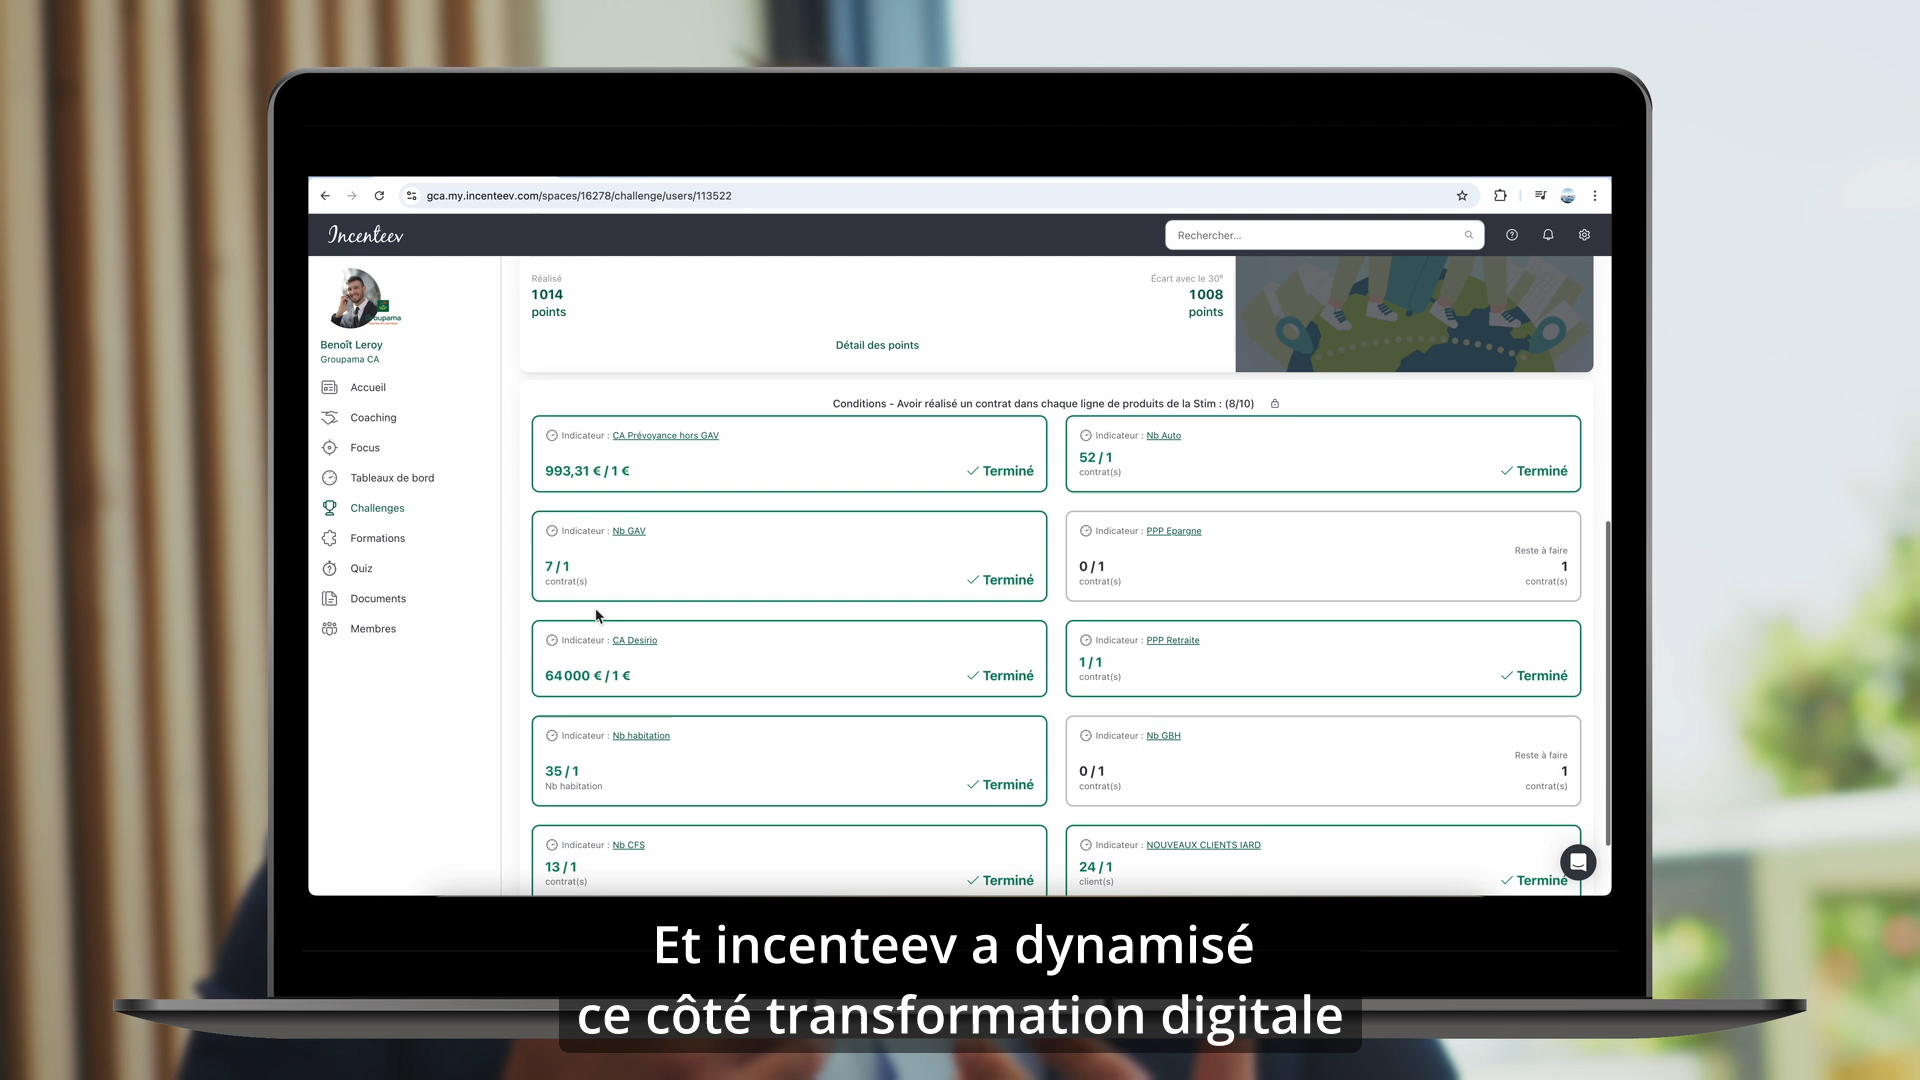 gca.my.incenteev.com/spaces/16278/challenge/users/113522
Incenteev
Rechercher...
Groupama
Benoît Leroy
Groupama CA
Accueil
Coaching
Focus
Tableaux de bord
Challenges
Formations
Quiz
Documents
Membres
Réalisé
1 014
points
Écart avec le 30e
1 008
points
Détail des points
Conditions - Avoir réalisé un contrat dans chaque ligne de produits de la Stim : (8/10)
Indicateur : CA Prévoyance hors GAV
993,31 € / 1 €
Terminé
Indicateur : Nb Auto
52 / 1
contrat(s)
Terminé
Indicateur : Nb GAV
7 / 1
contrat(s)
Terminé
Indicateur : PPP Epargne
Reste à faire
0 / 1
1
contrat(s)
contrat(s)
Indicateur : CA Desirio
64 000 € / 1 €
Terminé
Indicateur : PPP Retraite
1 / 1
contrat(s)
Terminé
Indicateur : Nb habitation
35 / 1
Nb habitation
Terminé
Indicateur : Nb GBH
Reste à faire
0 / 1
1
contrat(s)
contrat(s)
Indicateur : Nb CFS
13 / 1
contrat(s)
Terminé
Indicateur : NOUVEAUX CLIENTS IARD
24 / 1
client(s)
Terminé
Et incenteev a dynamisé
ce côté transformation digitale